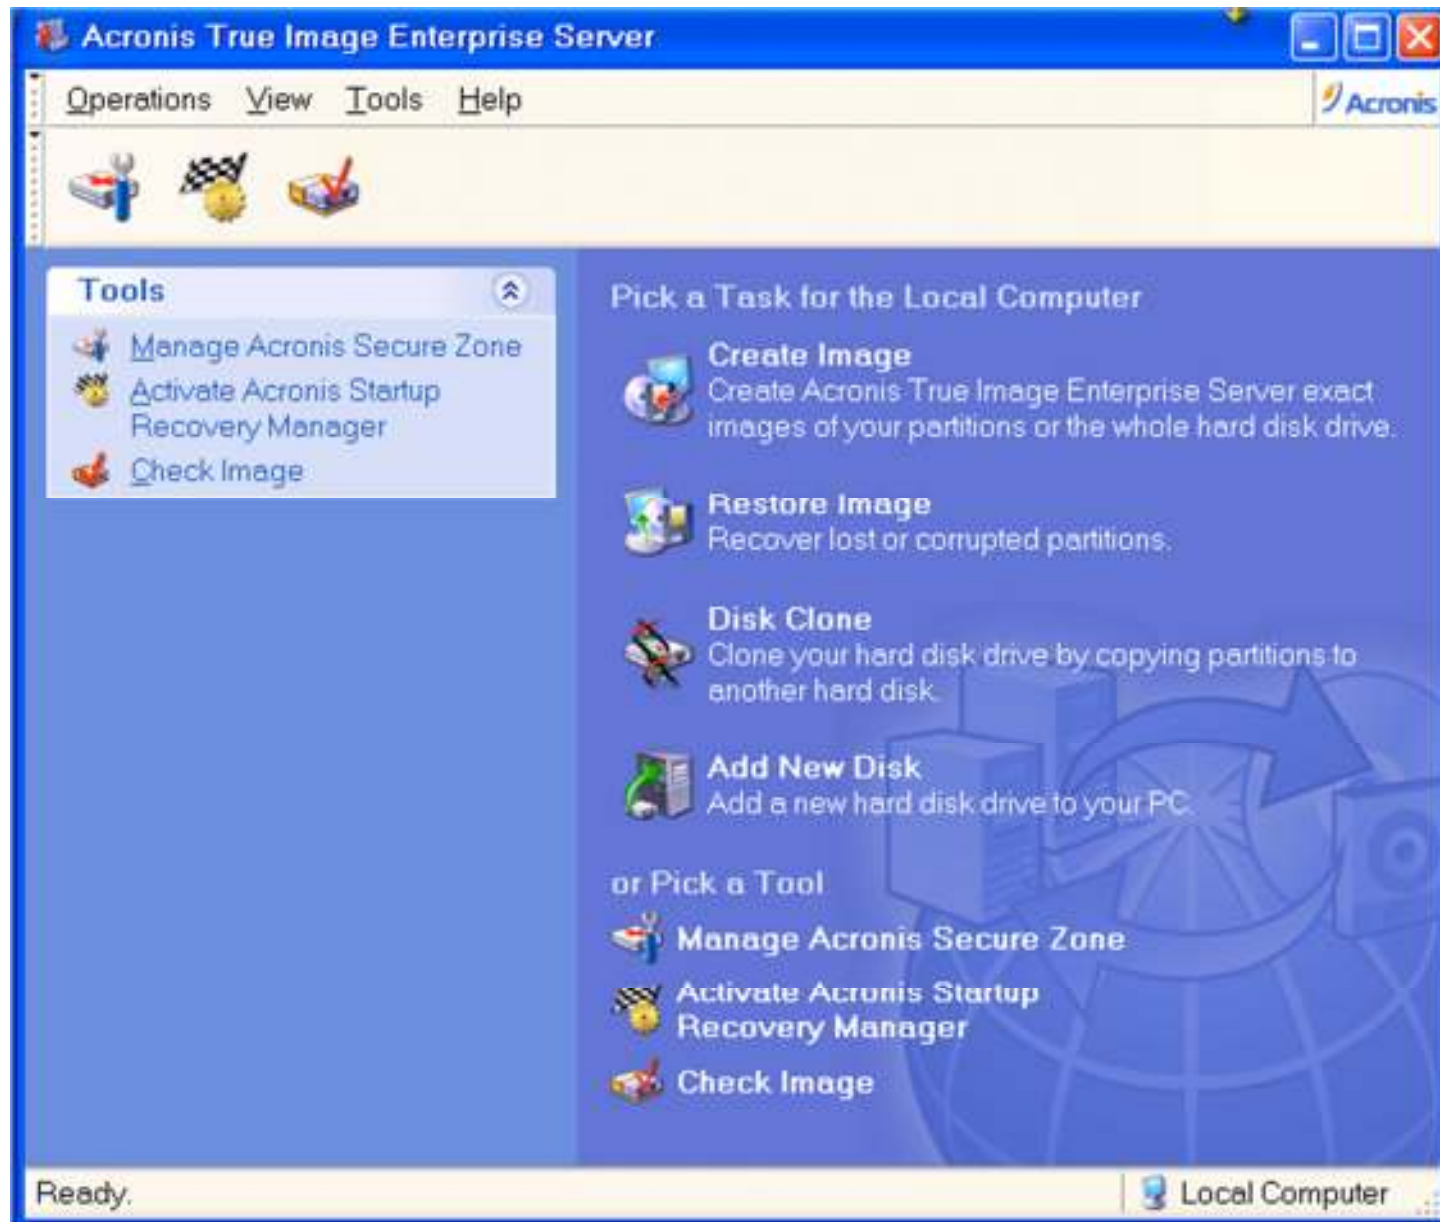 Acronis True Image Enterprise Server
Operations View Tools Help
Acronis
Tools
Manage Acronis Secure Zone
Activate Acronis Startup
Recovery Manager
Check Image
Pick a Task for the Local Computer
Create Image
Create Acronis True Image Enterprise Server exact
images of your partitions or the whole hard disk drive.
Restore Image
Recover lost or corrupted partitions.
Disk Clone
Clone your hard disk drive by copying partitions to
another hard disk.
Add New Disk
Add a new hard disk drive to your PC.
or Pick a Tool
Manage Acronis Secure Zone
Activate Acronis Startup
Recovery Manager
Check Image
Ready.
Local Computer